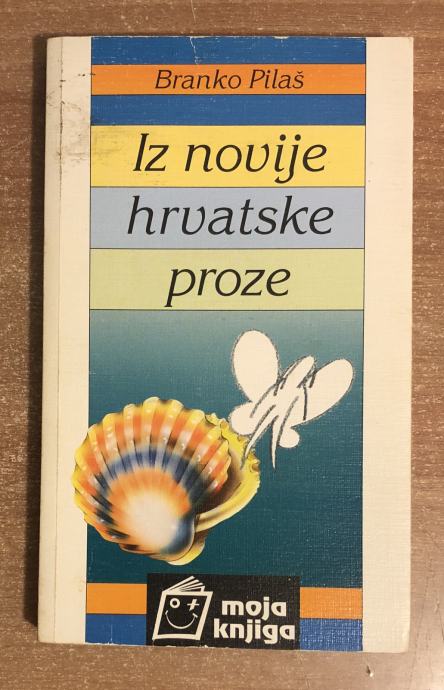 Branko Pilaš
Iz novije
hrvatske
proze
moja
knjiga